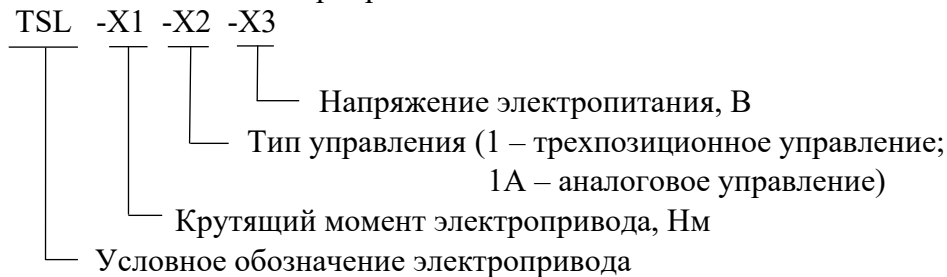 TSL -X1 -X2 -X3
Напряжение электропитания, В
Тип управления (1 – трехпозиционное управление;
1А – аналоговое управление)
Крутящий момент электропривода, Нм
Условное обозначение электропривода